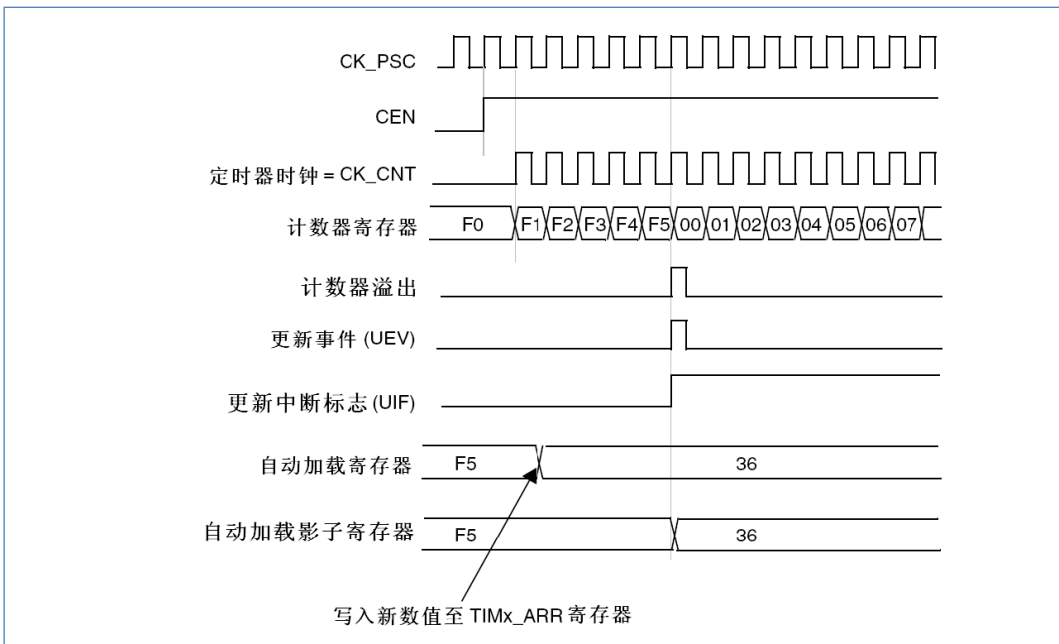 CK_PSC
CEN
定时器时钟 = CK_CNT
计数器寄存器 F0 F1 F2 F3 F4 F5 00 01 02 03 04 05 06 07
计数器溢出
更新事件 (UEV)
更新中断标志 (UIF)
自动加载寄存器 F5 36
自动加载影子寄存器 F5 36
写入新数值至 TIMx_ARR 寄存器